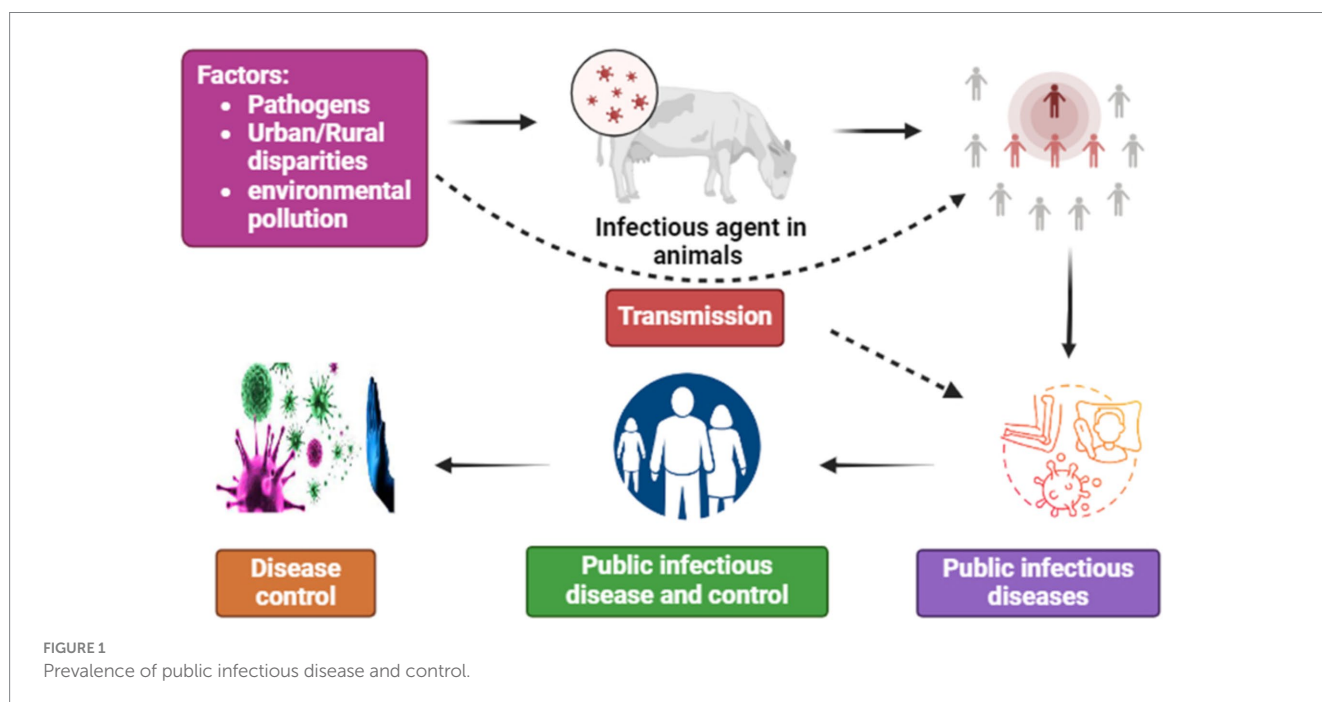 Factors:
• Pathogens
• Urban/Rural
disparities
• environmental
pollution
Infectious agent in
animals
Transmission
Disease
control
Public infectious
disease and control
Public infectious
diseases
FIGURE 1
Prevalence of public infectious disease and control.